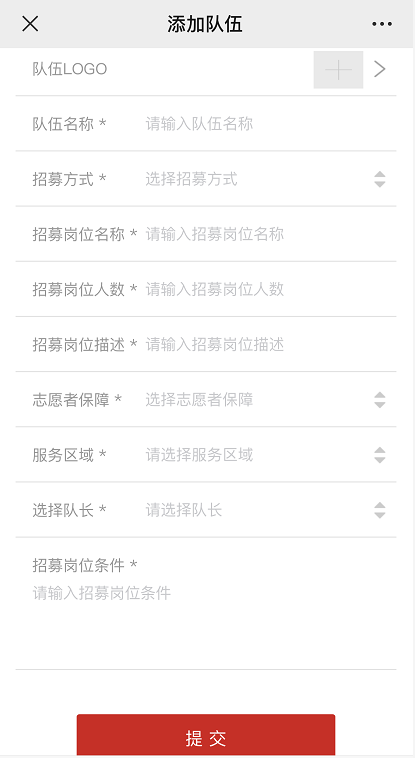 添加队伍
队伍LOGO
队伍名称 * 请输入队伍名称
招募方式 * 选择招募方式
招募岗位名称 * 请输入招募岗位名称
招募岗位人数 * 请输入招募岗位人数
招募岗位描述 * 请输入招募岗位描述
志愿者保障 * 选择志愿者保障
服务区域 * 请选择服务区域
选择队长 * 请选择队长
招募岗位条件 *
请输入招募岗位条件
提 交